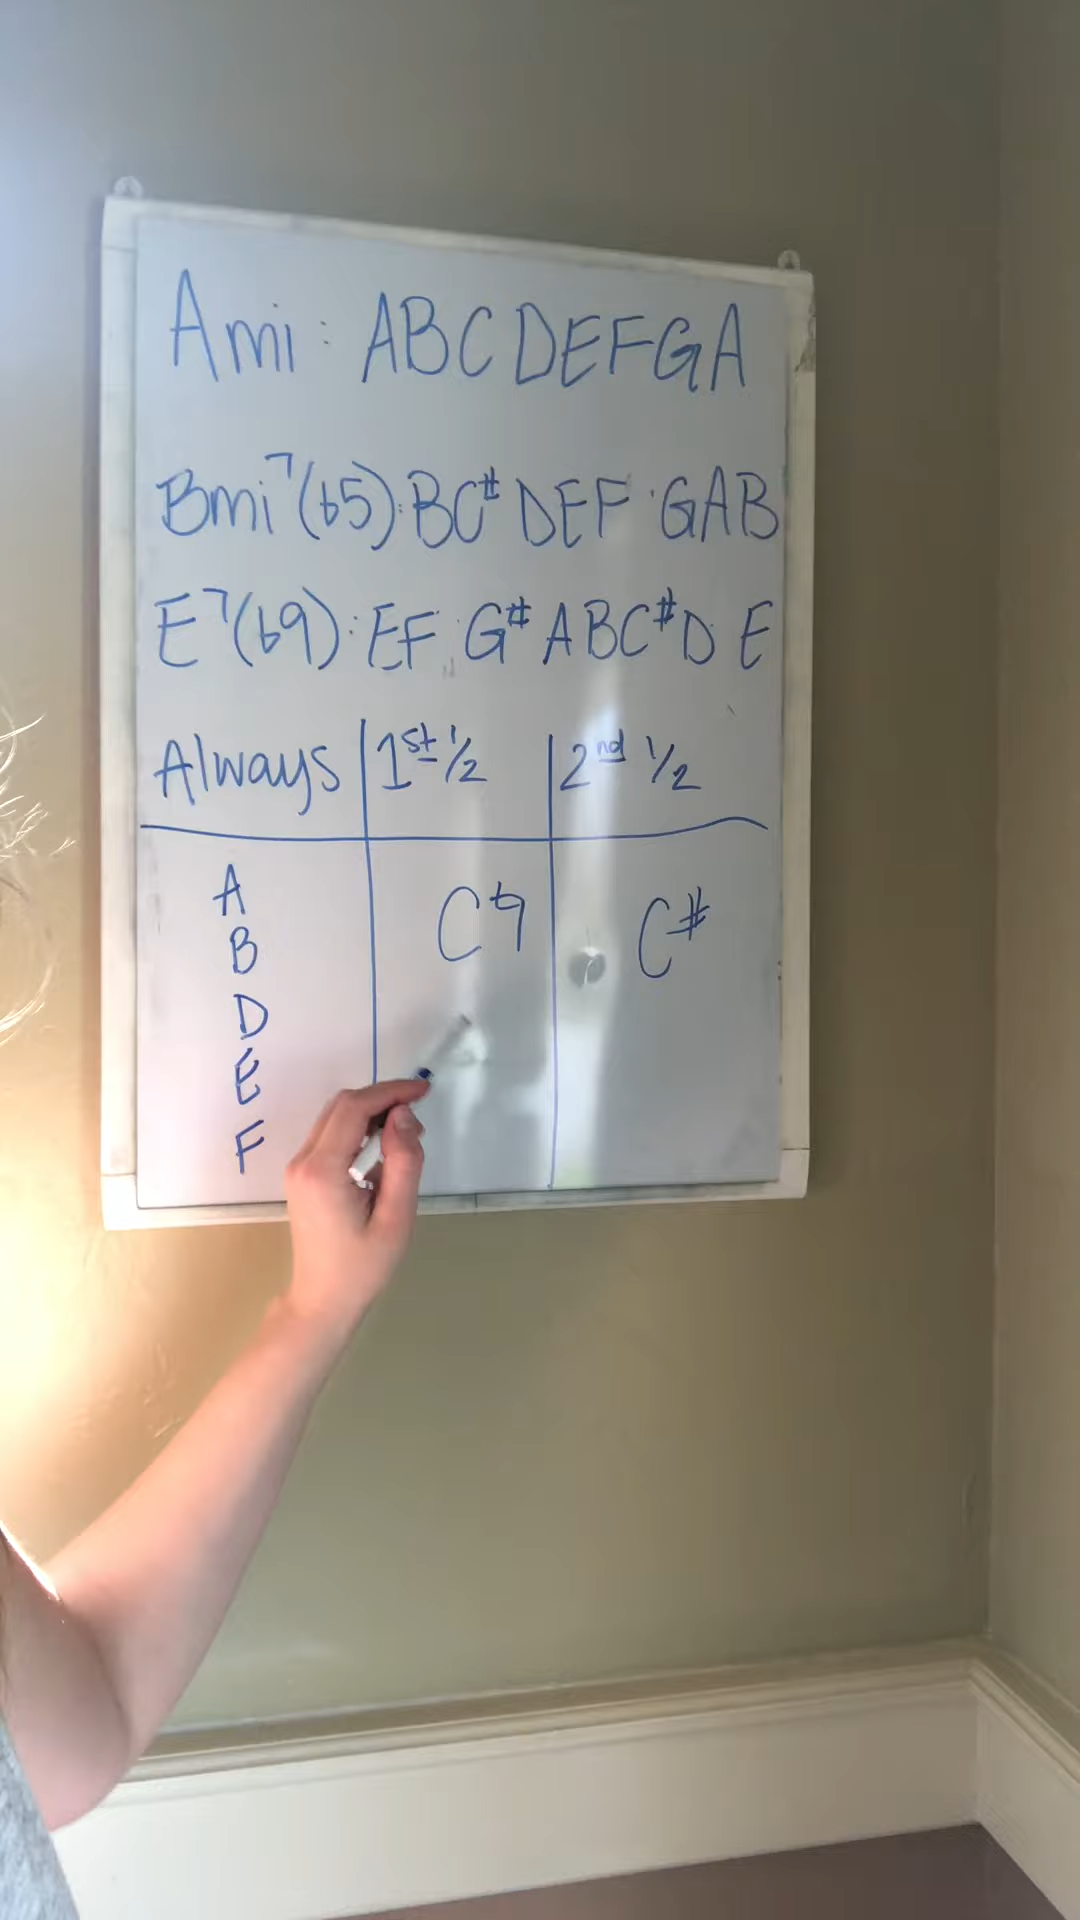 Ami: ABCDEFGA
Bmi⁷(b5): BC# DEF GAB
E⁷(b9): EF G# ABC# D E
Always 1st ½ 2nd ½
A C♮ C#
B
D
E
F